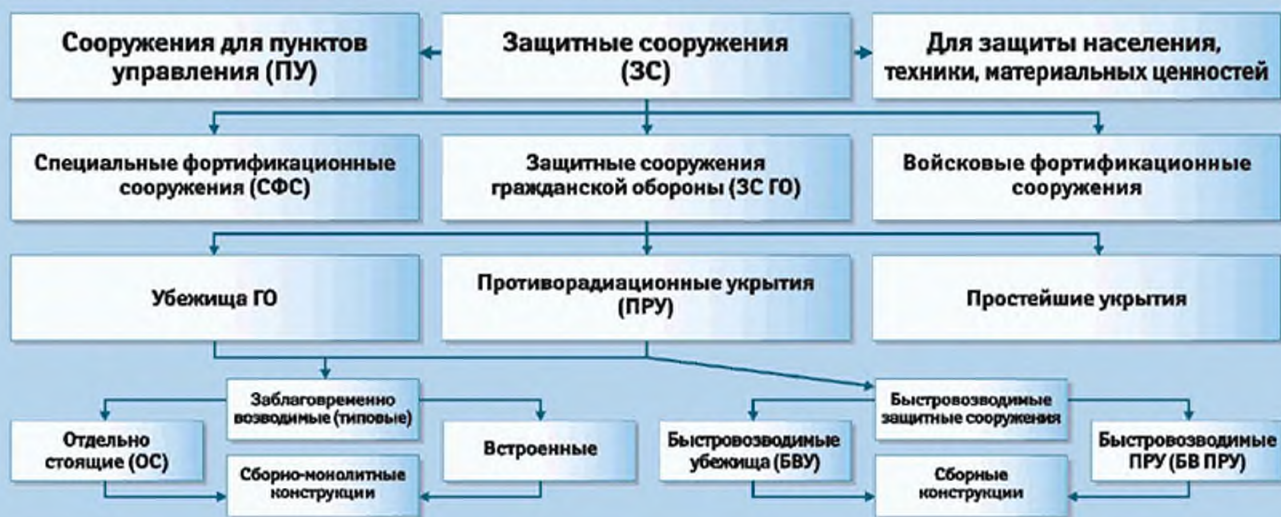 Сооружения для пунктов
управления (ПУ)
Защитные сооружения
(ЗС)
Для защиты населения,
техники, материальных ценностей
Специальные фортификационные
сооружения (СФС)
Защитные сооружения
гражданской обороны (ЗС ГО)
Войсковые фортификационные
сооружения
Убежища ГО
Противорадиационные укрытия
(ПРУ)
Простейшие укрытия
Заблаговременно
возводимые (типовые)
Быстровозводимые
защитные сооружения
Отдельно
стоящие (ОС)
Встроенные
Быстровозводимые
убежища (БВУ)
Быстровозводимые
ПРУ (БВ ПРУ)
Сборно-монолитные
конструкции
Сборные
конструкции